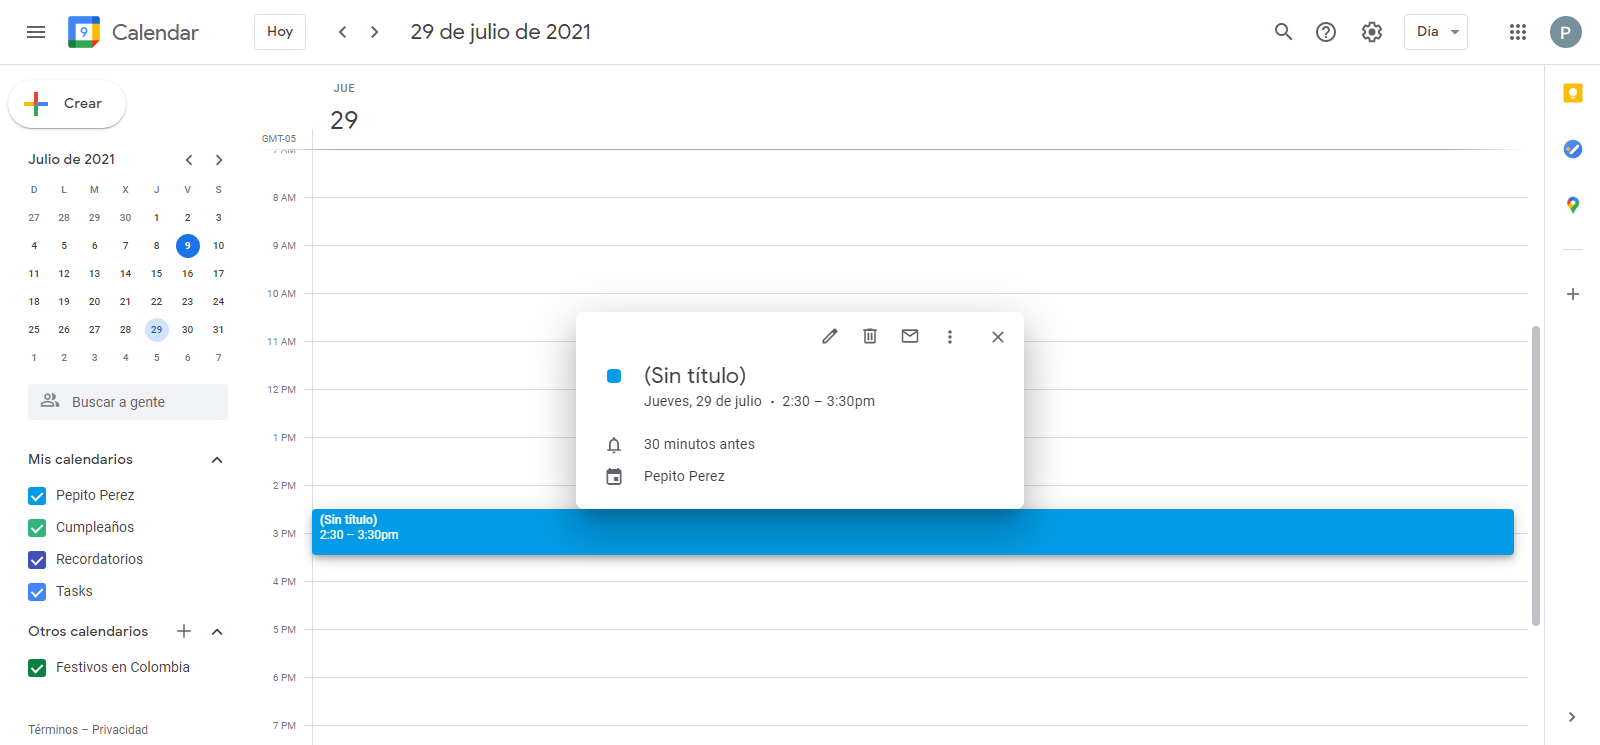 9 Calendar
Hoy
29 de julio de 2021
Día
P
Crear
JUE
29
GMT-05
7 AM
8 AM
9 AM
10 AM
11 AM
12 PM
1 PM
2 PM
3 PM
4 PM
5 PM
6 PM
7 PM
Julio de 2021
D L M X J V S
27 28 29 30 1 2 3
4 5 6 7 8 9 10
11 12 13 14 15 16 17
18 19 20 21 22 23 24
25 26 27 28 29 30 31
1 2 3 4 5 6 7
Buscar a gente
Mis calendarios
Pepito Perez
Cumpleaños
Recordatorios
Tasks
Otros calendarios
Festivos en Colombia
Términos – Privacidad
(Sin título)
Jueves, 29 de julio • 2:30 – 3:30pm
30 minutos antes
Pepito Perez
(Sin título)
2:30 – 3:30pm